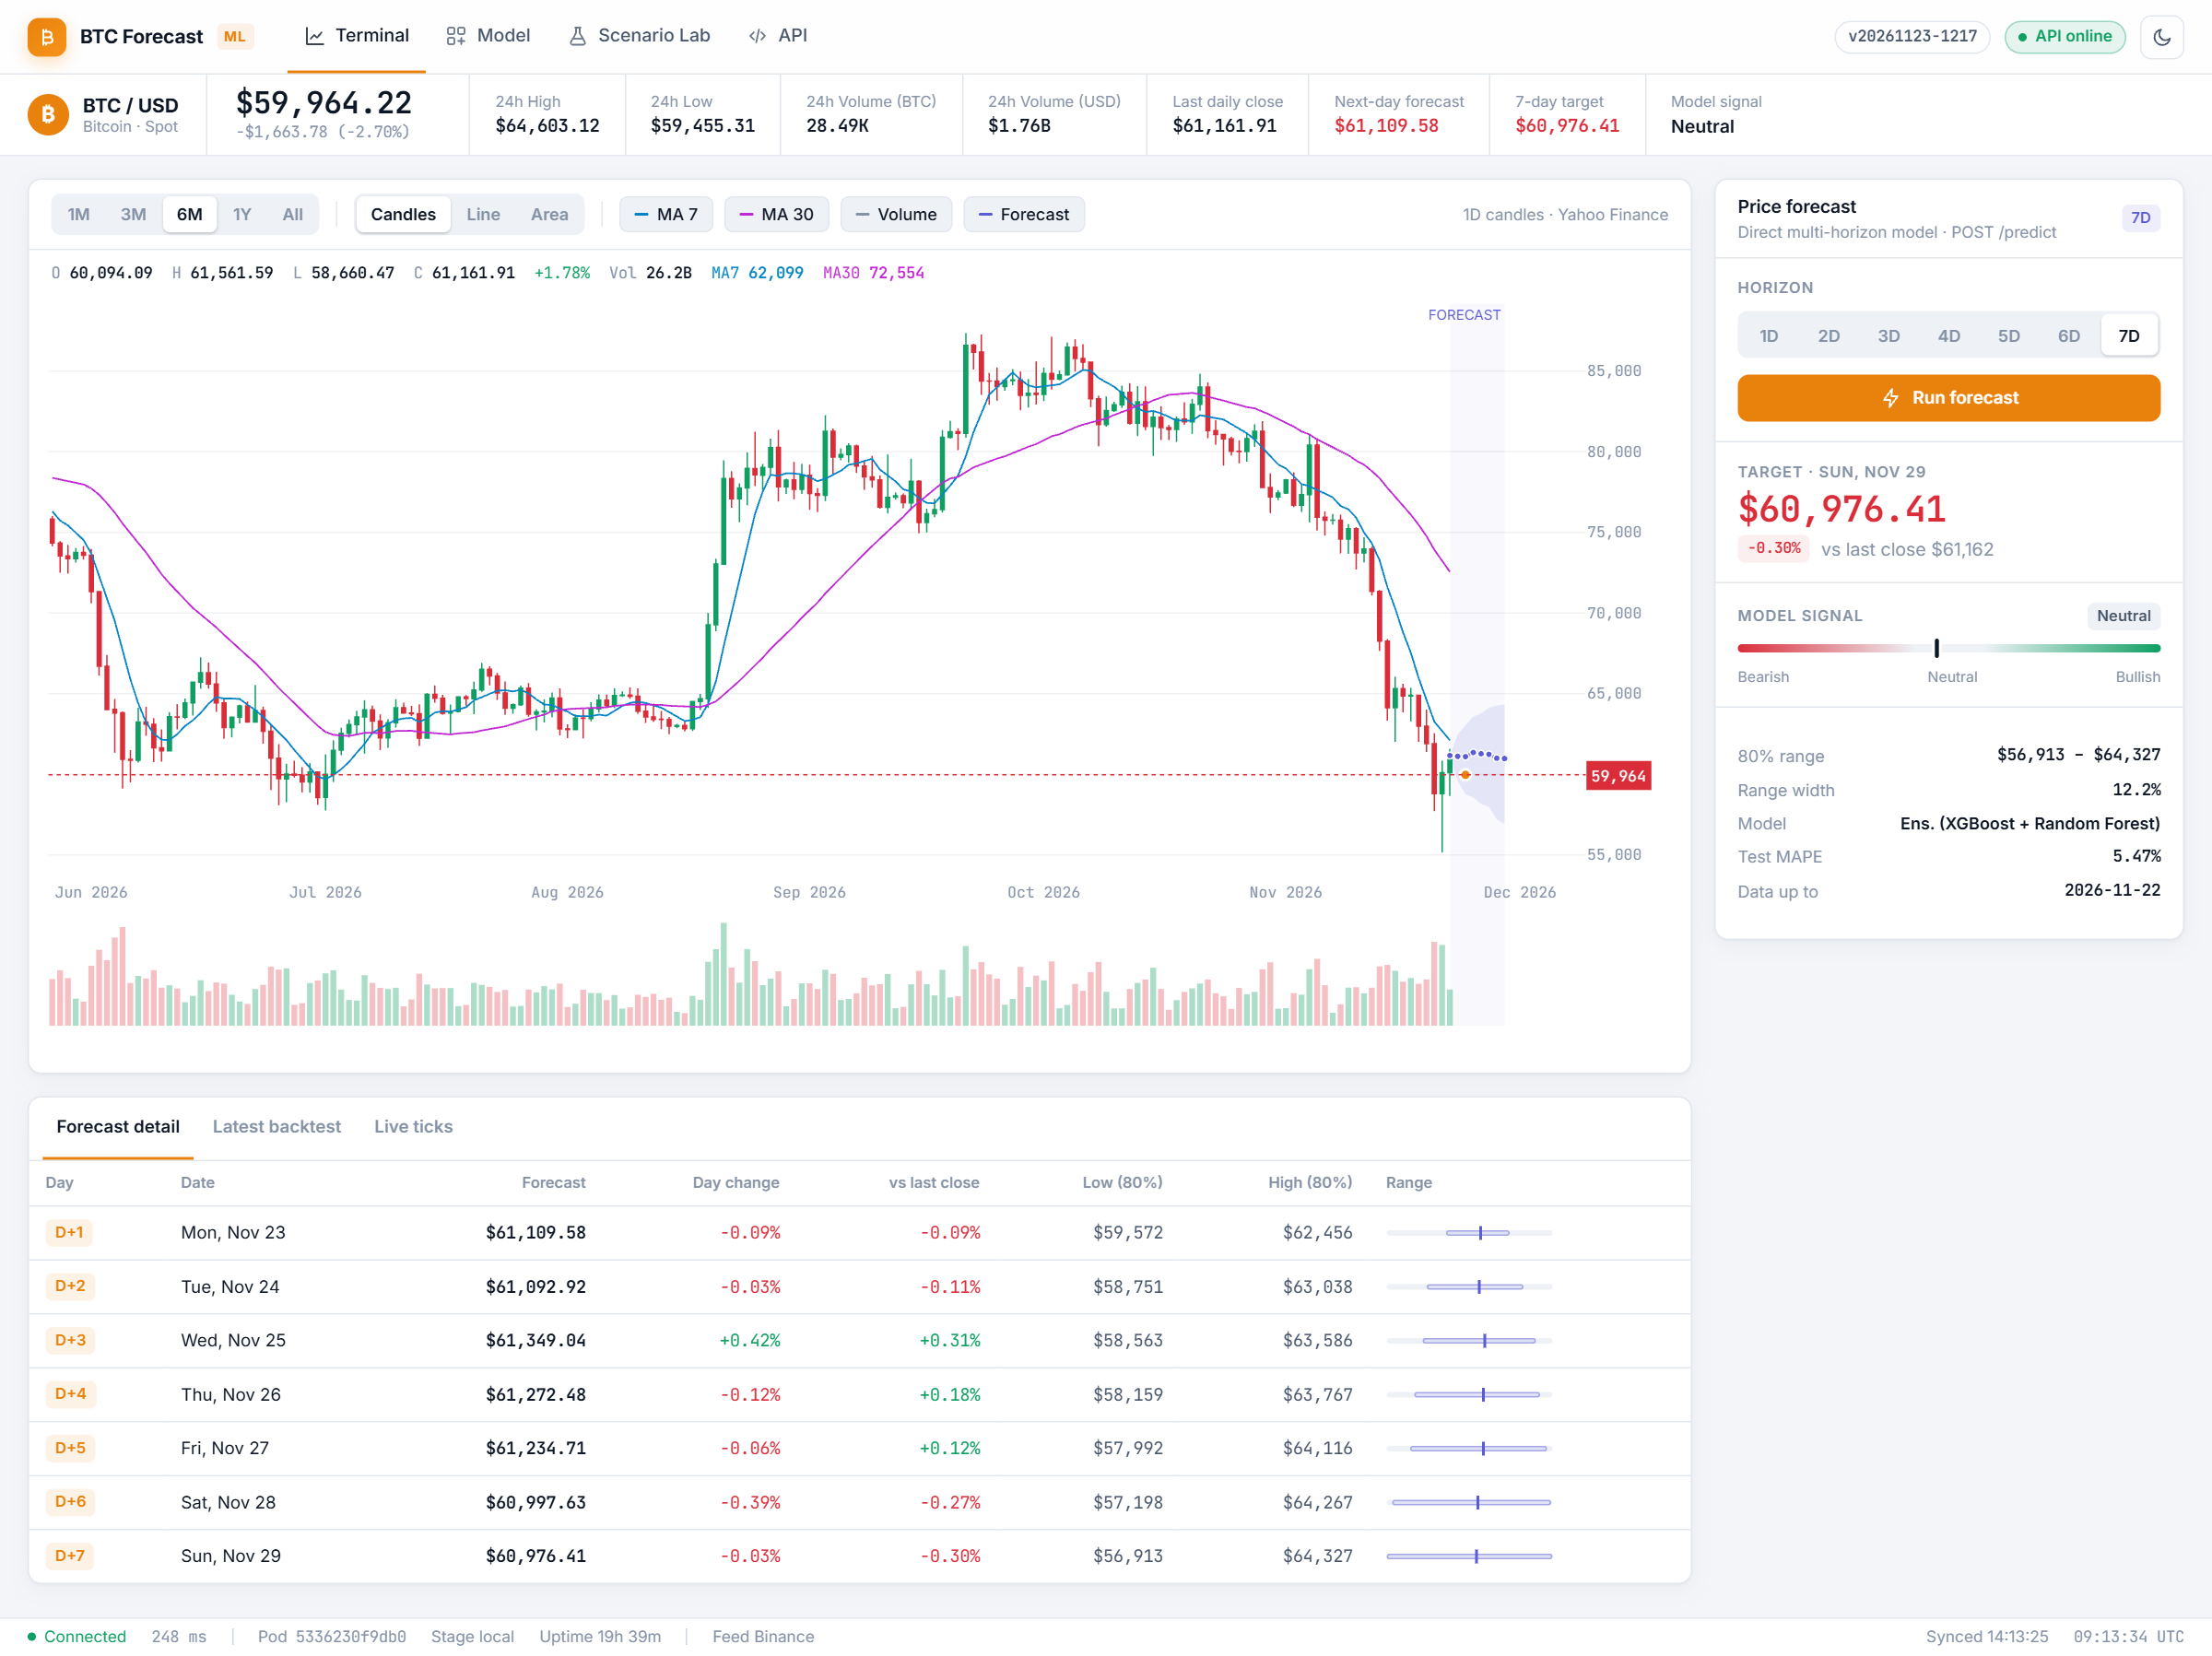 BTC Forecast ML Terminal Model Scenario Lab API v20261123-1217 API online
BTC / USD
Bitcoin · Spot
$59,964.22
-$1,663.78 (-2.70%)
24h High
$64,603.12
24h Low
$59,455.31
24h Volume (BTC)
28.49K
24h Volume (USD)
$1.76B
Last daily close
$61,161.91
Next-day forecast
$61,109.58
7-day target
$60,976.41
Model signal
Neutral
1M 3M 6M 1Y All Candles Line Area MA 7 MA 30 Volume Forecast 1D candles · Yahoo Finance
O 60,094.09 H 61,561.59 L 58,660.47 C 61,161.91 +1.78% Vol 26.2B MA7 62,099 MA30 72,554
FORECAST
85,000
80,000
75,000
70,000
65,000
59,964
55,000
Jun 2026 Jul 2026 Aug 2026 Sep 2026 Oct 2026 Nov 2026 Dec 2026
Price forecast
Direct multi-horizon model · POST /predict
7D
HORIZON
1D 2D 3D 4D 5D 6D 7D
Run forecast
TARGET · SUN, NOV 29
$60,976.41
-0.30% vs last close $61,162
MODEL SIGNAL Neutral
Bearish Neutral Bullish
80% range $56,913 – $64,327
Range width 12.2%
Model Ens. (XGBoost + Random Forest)
Test MAPE 5.47%
Data up to 2026-11-22
Forecast detail Latest backtest Live ticks
Day Date Forecast Day change vs last close Low (80%) High (80%) Range
D+1 Mon, Nov 23 $61,109.58 -0.09% -0.09% $59,572 $62,456
D+2 Tue, Nov 24 $61,092.92 -0.03% -0.11% $58,751 $63,038
D+3 Wed, Nov 25 $61,349.04 +0.42% +0.31% $58,563 $63,586
D+4 Thu, Nov 26 $61,272.48 -0.12% +0.18% $58,159 $63,767
D+5 Fri, Nov 27 $61,234.71 -0.06% +0.12% $57,992 $64,116
D+6 Sat, Nov 28 $60,997.63 -0.39% -0.27% $57,198 $64,267
D+7 Sun, Nov 29 $60,976.41 -0.03% -0.30% $56,913 $64,327
Connected 248 ms Pod 5336230f9db0 Stage local Uptime 19h 39m Feed Binance Synced 14:13:25 09:13:34 UTC